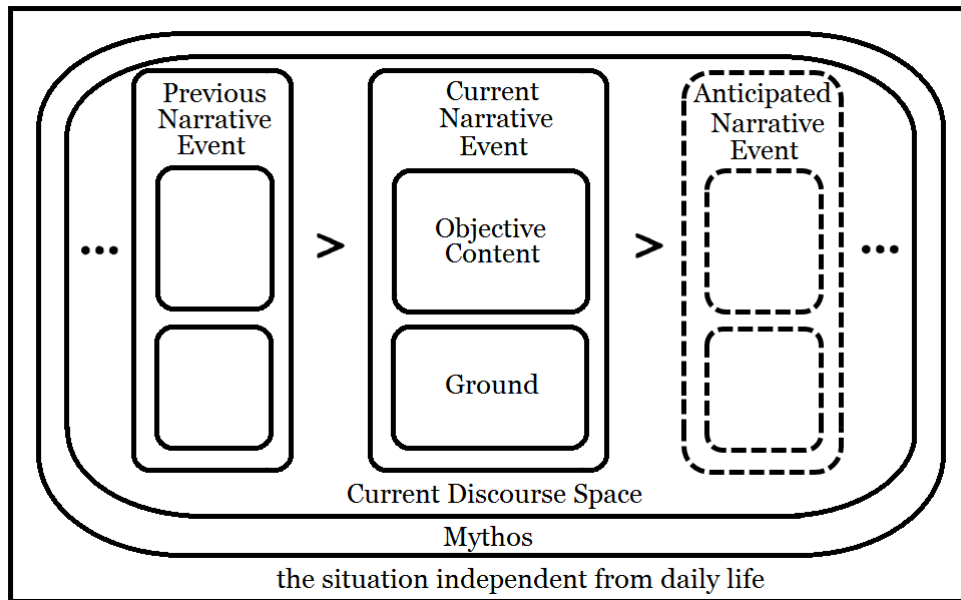 Previous
Narrative
Event
Current
Narrative
Event
Anticipated
Narrative
Event
...
>
Objective
Content
>
...
Ground
Current Discourse Space
Mythos
the situation independent from daily life